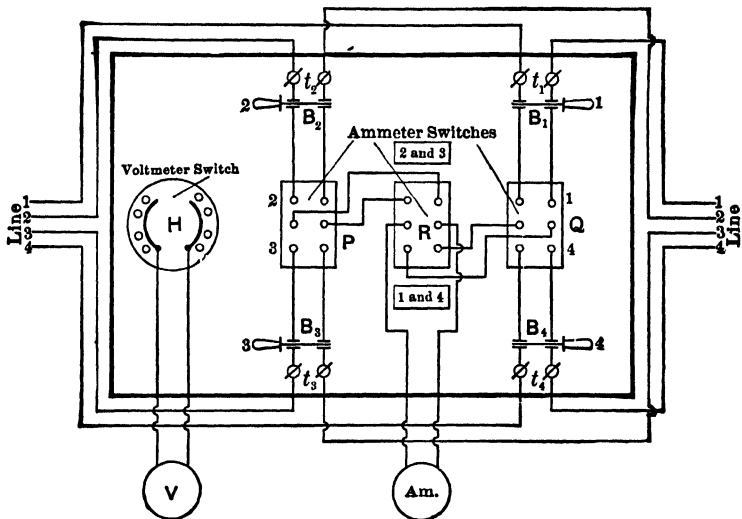 t₂
t₁
2
B₂
B₁
1
Ammeter Switches
2 and 3
Voltmeter Switch
2
1
H
P
R
Q
3
4
Line
1
2
3
4
1
2
3
4
Line
1 and 4
B₃
B₄
3
4
t₃
t₄
V
Am.